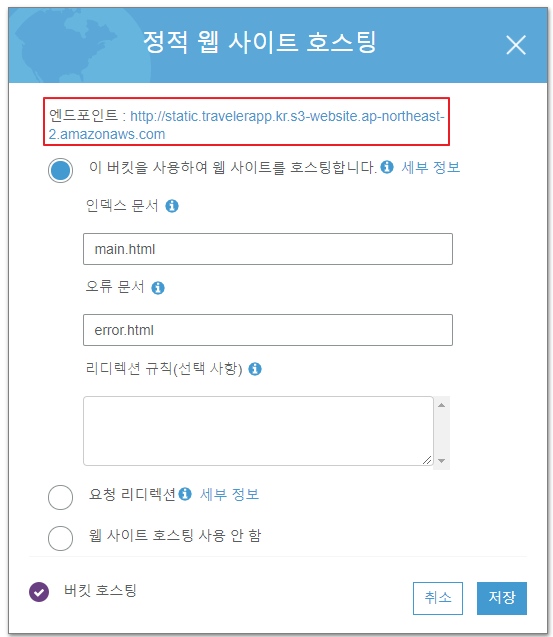 정적 웹 사이트 호스팅
엔드포인트 : http://static.travelerapp.kr.s3-website.ap-northeast-
2.amazonaws.com
이 버킷을 사용하여 웹 사이트를 호스팅합니다. 세부 정보
인덱스 문서
main.html
오류 문서
error.html
리디렉션 규칙(선택 사항)
요청 리디렉션 세부 정보
웹 사이트 호스팅 사용 안 함
버킷 호스팅
취소 저장